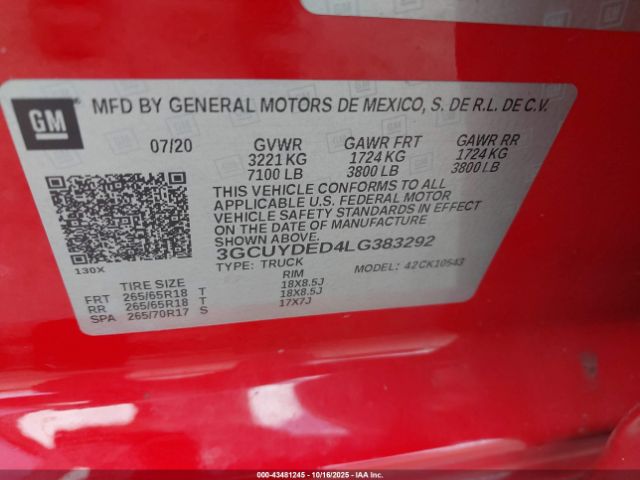 GM
MFD BY GENERAL MOTORS DE MEXICO, S. DE R.L. DE C.V.
07/20 GVWR GAWR FRT GAWR RR
3221 KG 1724 KG 1724 KG
7100 LB 3800 LB 3800 LB
THIS VEHICLE CONFORMS TO ALL
APPLICABLE U.S. FEDERAL MOTOR
VEHICLE SAFETY STANDARDS IN EFFECT
ON THE DATE OF MANUFACTURE
SHOWN ABOVE.
3GCUYDED4LG383292
TYPE: TRUCK MODEL: 42CK10543
130X
TIRE SIZE RIM
FRT 265/65R18 T 18X8.5J
RR 265/65R18 T 18X8.5J
SPA 265/70R17 S 17X7J
00-43481245 - 10/16/2025 - IAA Inc.